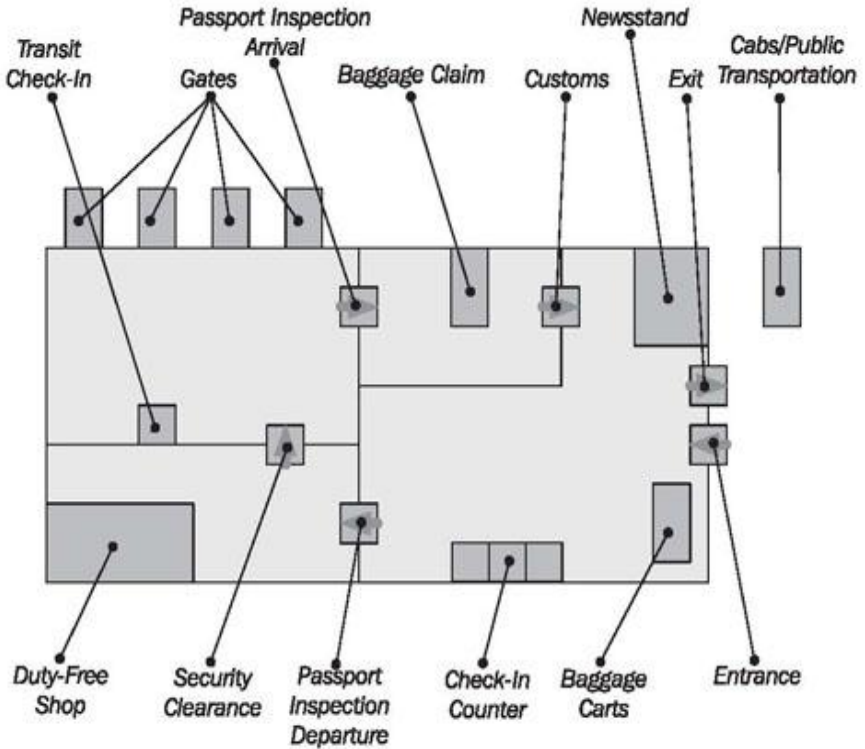 Passport Inspection
Arrival
Newsstand
Transit
Check-In
Gates
Baggage Claim
Customs
Exit
Cabs/Public
Transportation
Duty-Free
Shop
Security
Clearance
Passport
Inspection
Departure
Check-In
Counter
Baggage
Carts
Entrance